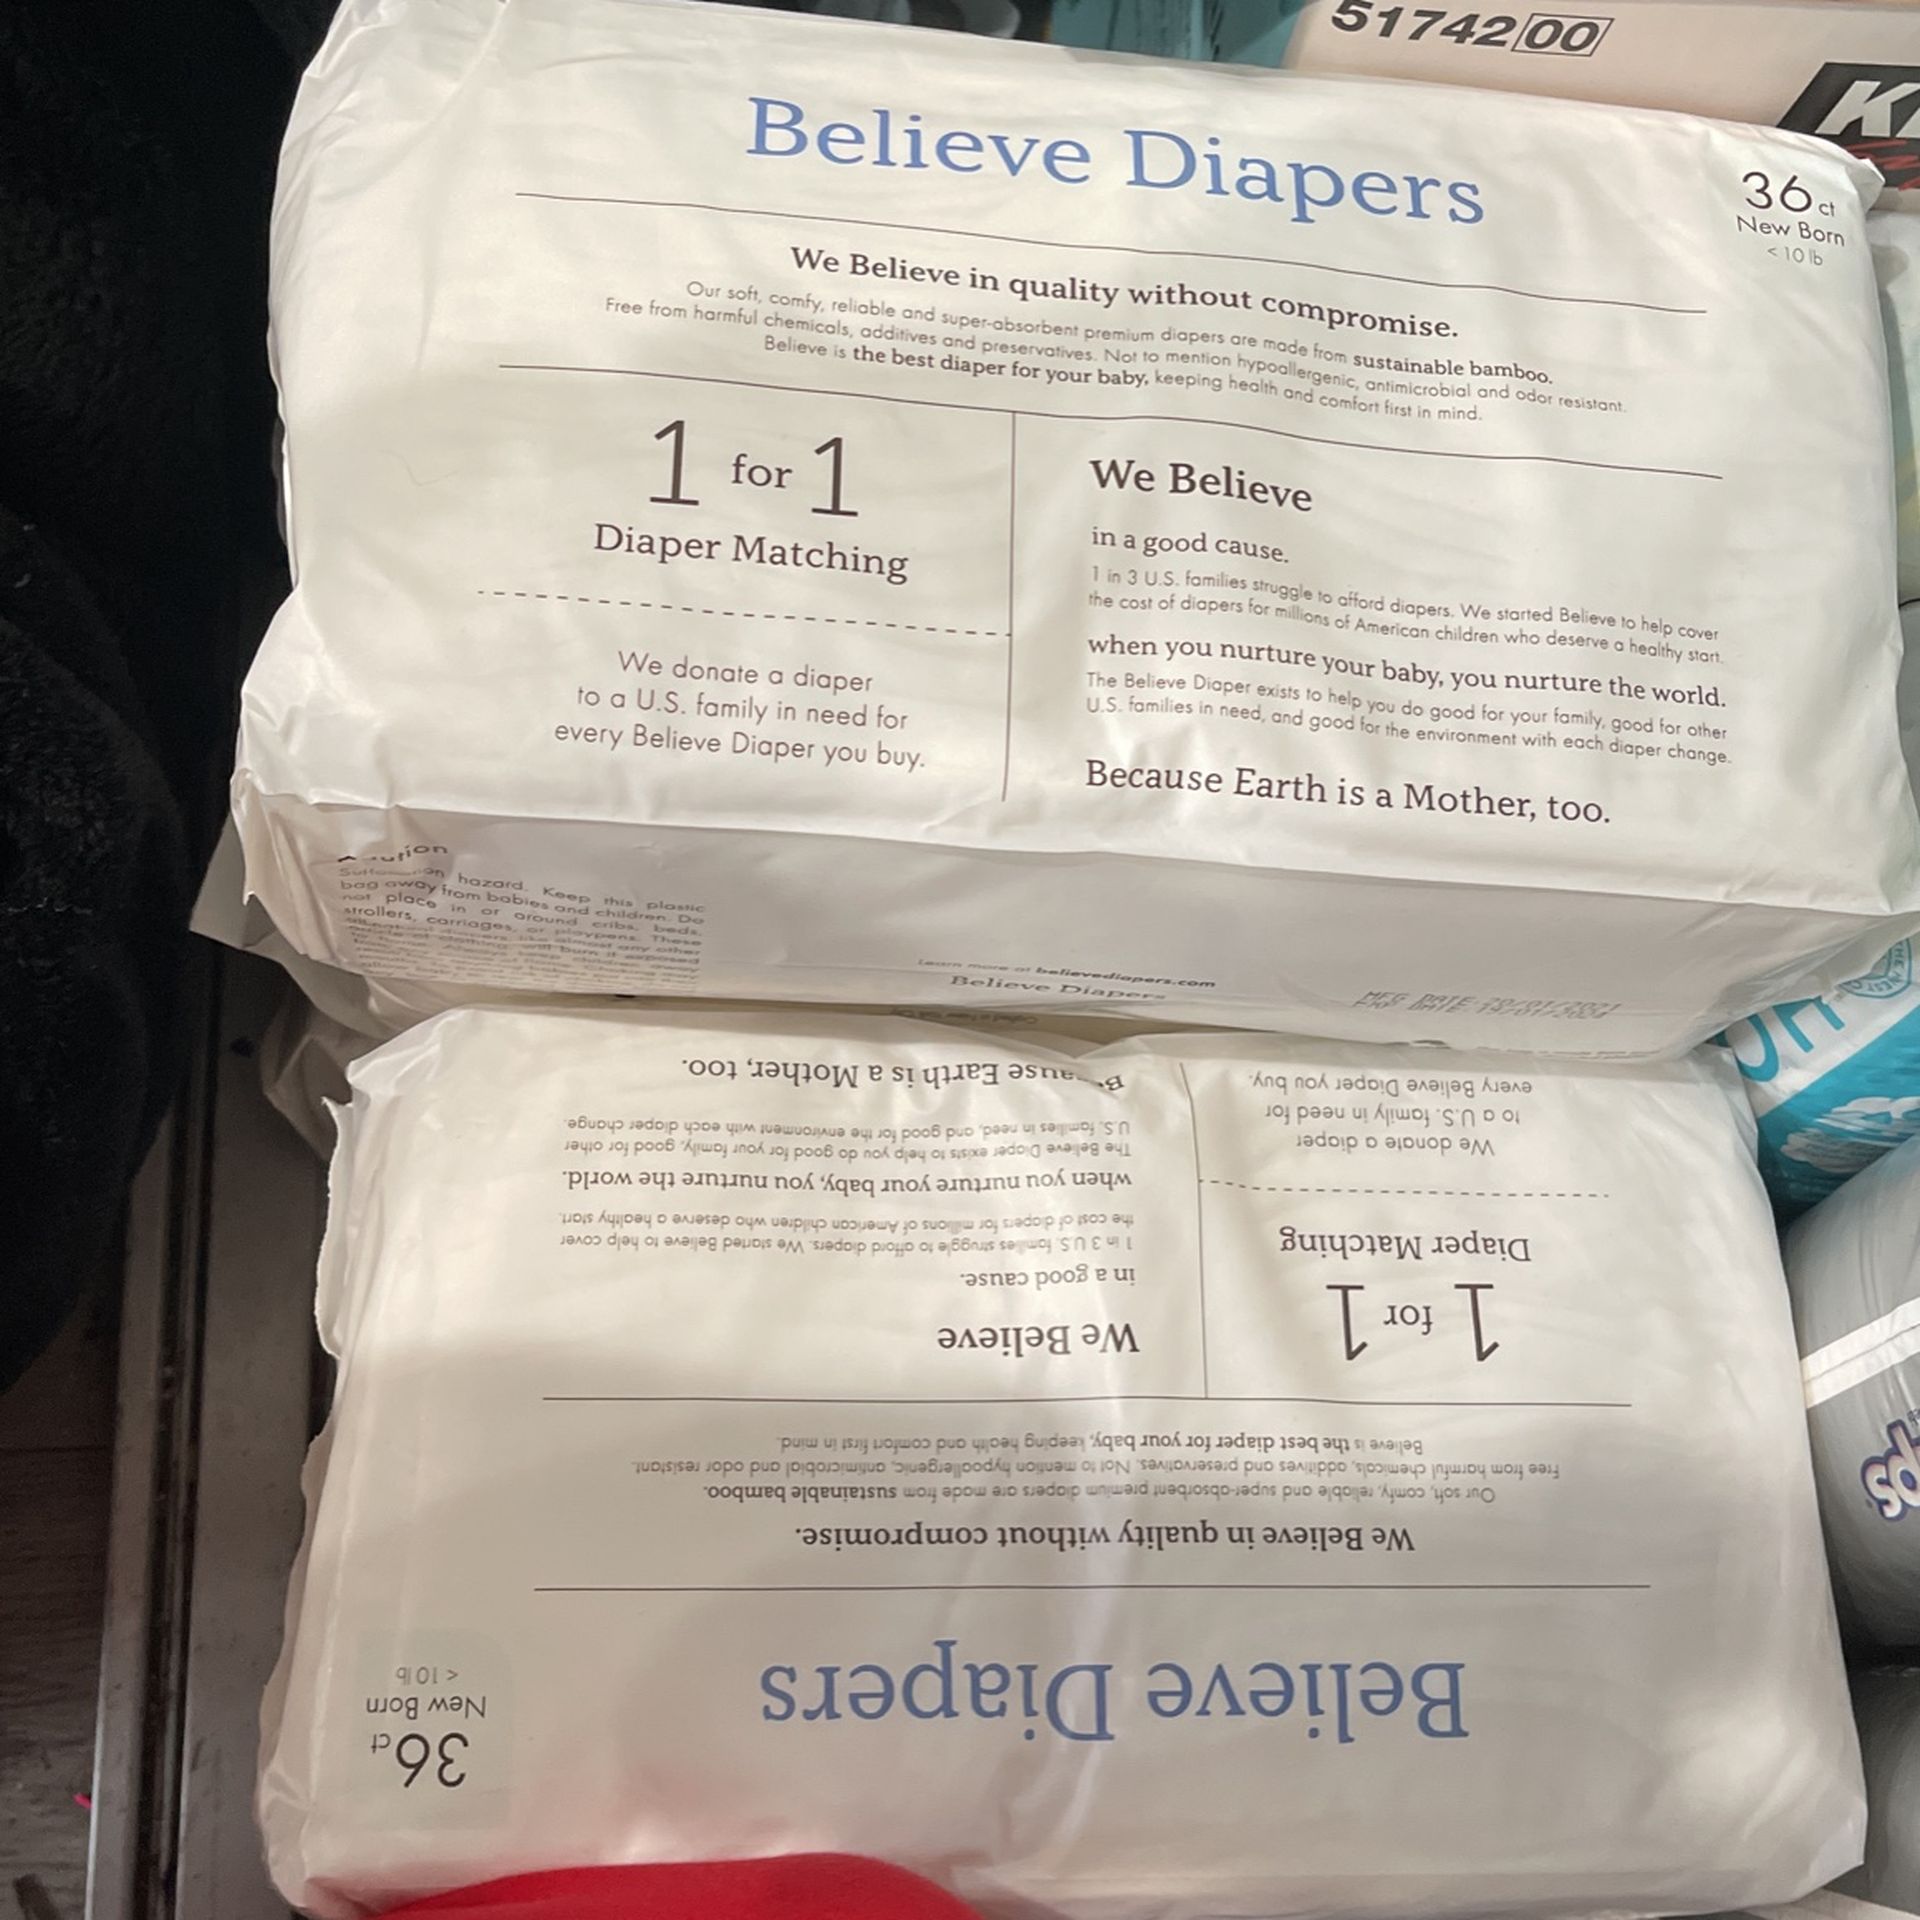 5174200
Believe Diapers
36 ct
New Born
< 10 lb
We Believe in quality without compromise.
Our soft, comfy, reliable and super-absorbent premium diapers are made from sustainable bamboo.
Free from harmful chemicals, additives and preservatives. Not to mention hypoallergenic, antimicrobial and odor resistant.
Believe is the best diaper for your baby, keeping health and comfort first in mind.
1 for 1
Diaper Matching
We donate a diaper
to a U.S. family in need for
every Believe Diaper you buy.
We Believe
in a good cause.
1 in 3 U.S. families struggle to afford diapers. We started Believe to help cover
the cost of diapers for millions of American children who deserve a healthy start.
when you nurture your baby, you nurture the world.
The Believe Diaper exists to help you do good for your family, good for other
U.S. families in need, and good for the environment with each diaper change.
Because Earth is a Mother, too.
hazard. Keep this plastic
bag away from babies and children. Do
not place in or around cribs, beds,
strollers, carriages, or playpens. These
Learn more at believediapers.com
Believe Diapers
Believe Diapers
36 ct
New Born
< 10 lb
We Believe in quality without compromise.
Our soft, comfy, reliable and super-absorbent premium diapers are made from sustainable bamboo.
Free from harmful chemicals, additives and preservatives. Not to mention hypoallergenic, antimicrobial and odor resistant.
Believe is the best diaper for your baby, keeping health and comfort first in mind.
1 for 1
Diaper Matching
We donate a diaper
to a U.S. family in need for
every Believe Diaper you buy.
We Believe
in a good cause.
1 in 3 U.S. families struggle to afford diapers. We started Believe to help cover
the cost of diapers for millions of American children who deserve a healthy start.
when you nurture your baby, you nurture the world.
The Believe Diaper exists to help you do good for your family, good for other
U.S. families in need, and good for the environment with each diaper change.
Earth is a Mother, too.